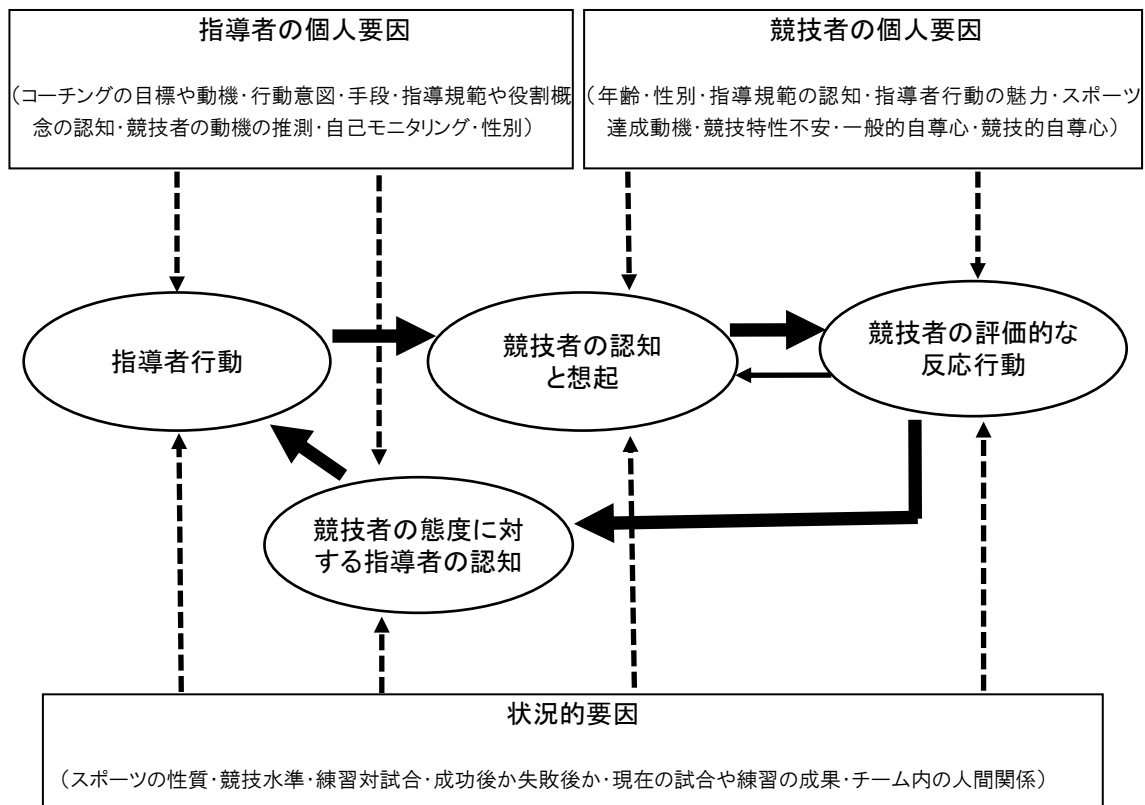 指導者の個人要因
（コーチングの目標や動機･行動意図･手段･指導規範や役割概
念の認知･競技者の動機の推測･自己モニタリング･性別）
競技者の個人要因
（年齢･性別･指導規範の認知･指導者行動の魅力･スポーツ
達成動機･競技特性不安･一般的自尊心･競技的自尊心）
指導者行動
競技者の認知
と想起
競技者の評価的な
反応行動
競技者の態度に対
する指導者の認知
状況的要因
（スポーツの性質･競技水準･練習対試合･成功後か失敗後か･現在の試合や練習の成果･チーム内の人間関係）